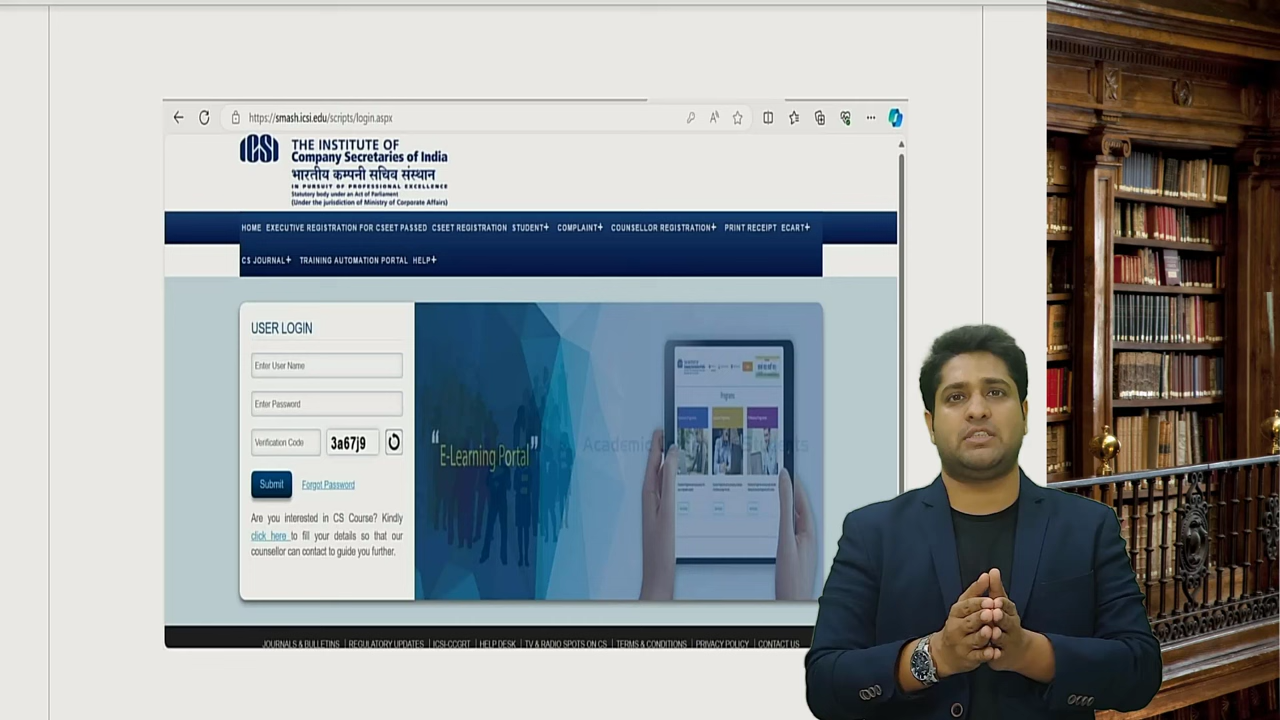 https://smash.icsi.edu/scripts/login.aspx
ICSI
THE INSTITUTE OF
Company Secretaries of India
भारतीय कम्पनी सचिव संस्थान
IN PURSUIT OF PROFESSIONAL EXCELLENCE
Statutory body under an Act of Parliament
(Under the jurisdiction of Ministry of Corporate Affairs)
HOME EXECUTIVE REGISTRATION FOR CSEET PASSED CSEET REGISTRATION STUDENT+ COMPLAINT+ COUNSELLOR REGISTRATION+ PRINT RECEIPT ECART+
CS JOURNAL+ TRAINING AUTOMATION PORTAL HELP+
USER LOGIN
Enter User Name
Enter Password
Verification Code 3a67j9
Submit Forgot Password
Are you interested in CS Course? Kindly
click here to fill your details so that our
counsellor can contact to guide you further.
"E-Learning Portal"
Academic
JOURNALS & BULLETINS | REGULATORY UPDATES | ICSI-CCGRT | HELP DESK | TV & RADIO SPOTS ON CS | TERMS & CONDITIONS | PRIVACY POLICY | CONTACT US